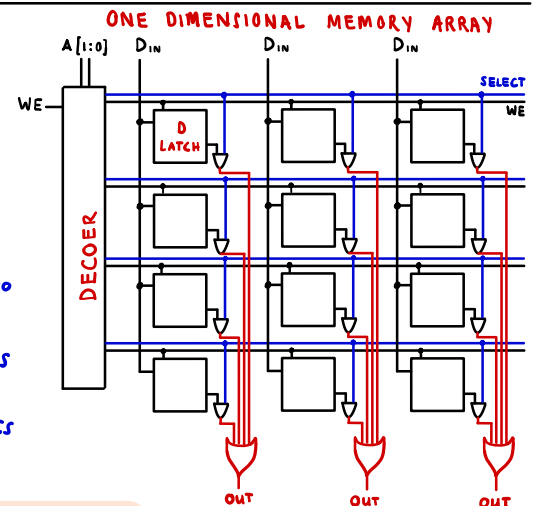 ONE DIMENSIONAL MEMORY ARRAY
A[1:0] DIN DIN DIN
SELECT
WE WE
D
LATCH
DECOER
OUT OUT OUT